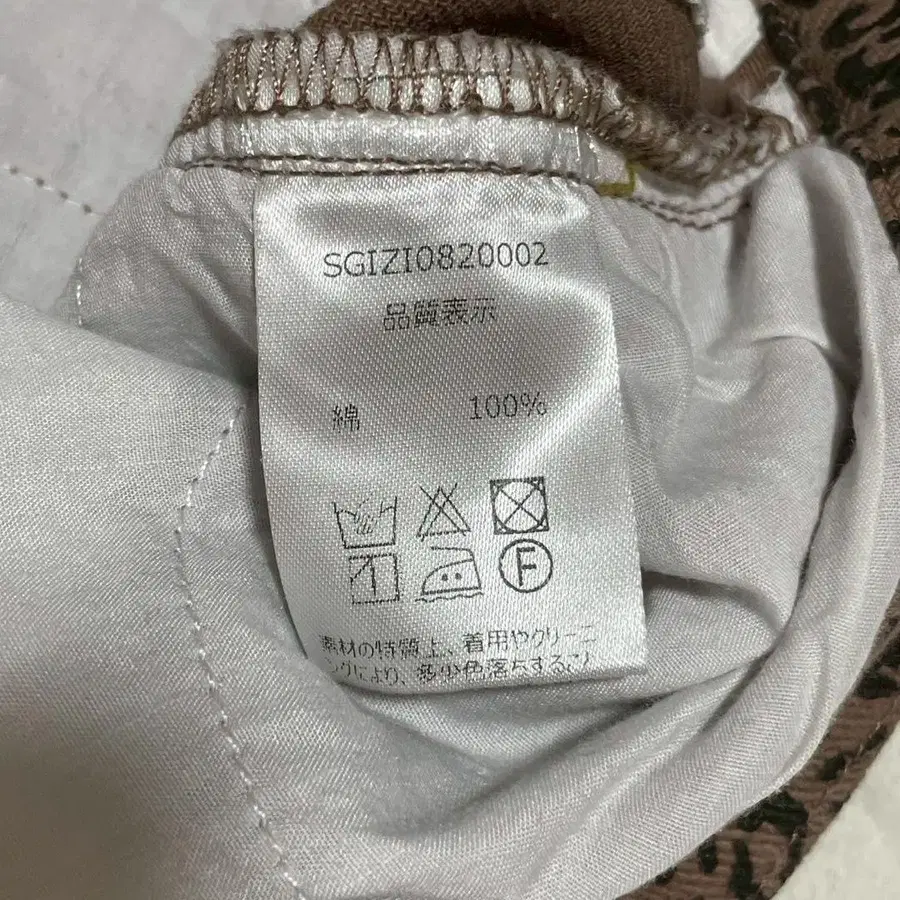 SGIZI0820002
品質表示
綿 100%
F
素材の特質上、着用やクリーニ
ングにより、多少色落ちするこ